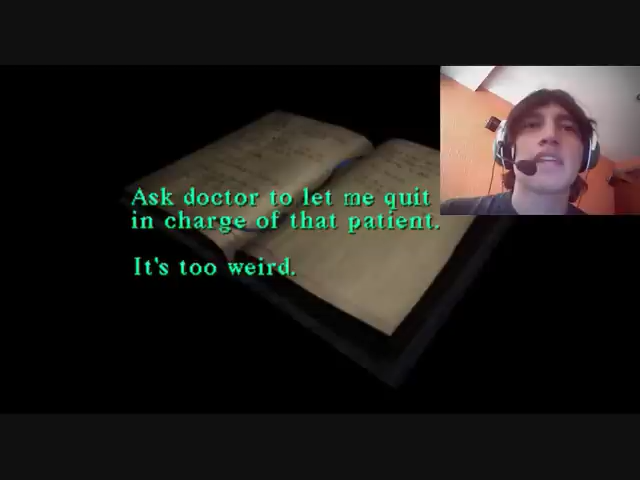 Ask doctor to let me quit
in charge of that patient.
It's too weird.